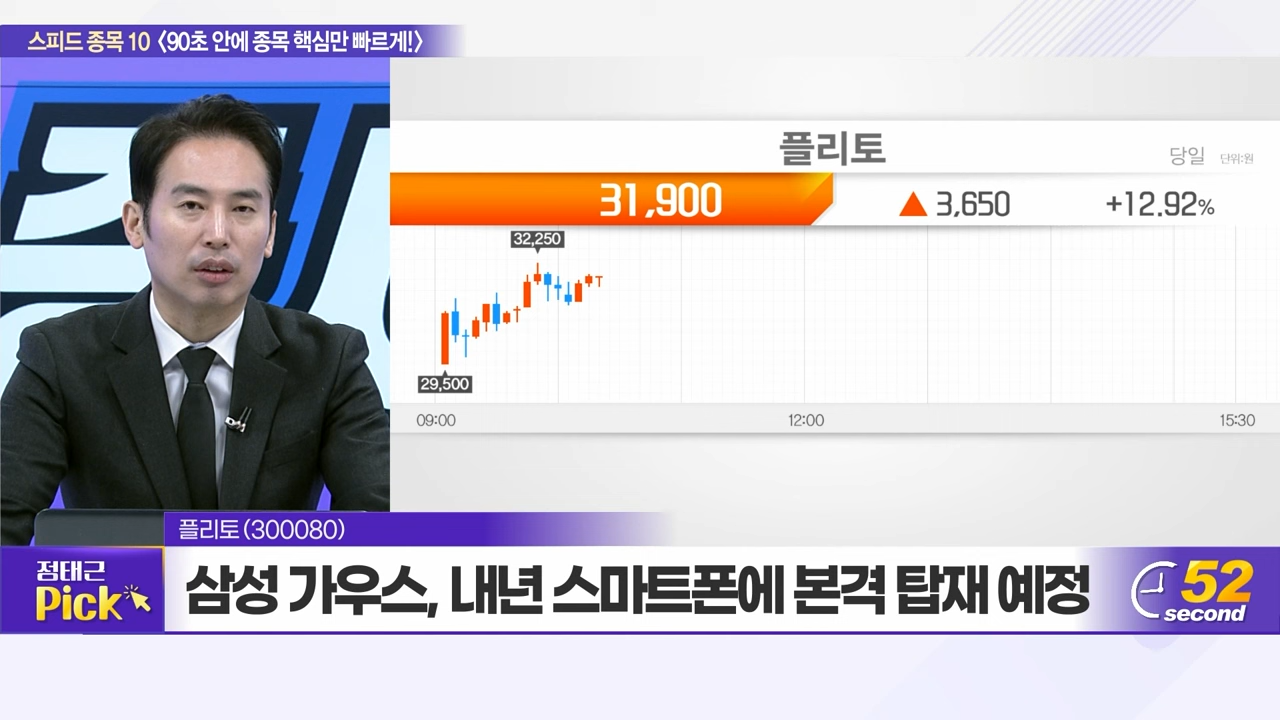 스피드 종목 10 〈90초 안에 종목 핵심만 빠르게!〉
플리토
당일 단위:원
31,900 ▲ 3,650 +12.92%
32,250
29,500
09:00 12:00 15:30
플리토(300080)
정태근
Pick
삼성 가우스, 내년 스마트폰에 본격 탑재 예정
52
second